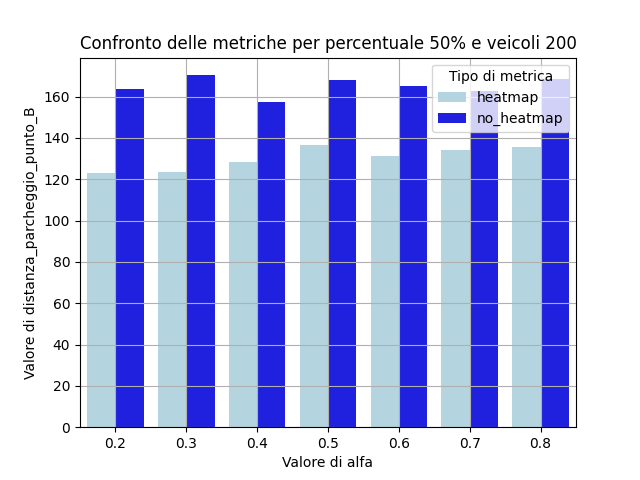 Confronto delle metriche per percentuale 50% e veicoli 200
Valore di distanza_parcheggio_punto_B
160
140
120
100
80
60
40
20
0
Tipo di metrica
heatmap
no_heatmap
0.2 0.3 0.4 0.5 0.6 0.7 0.8
Valore di alfa